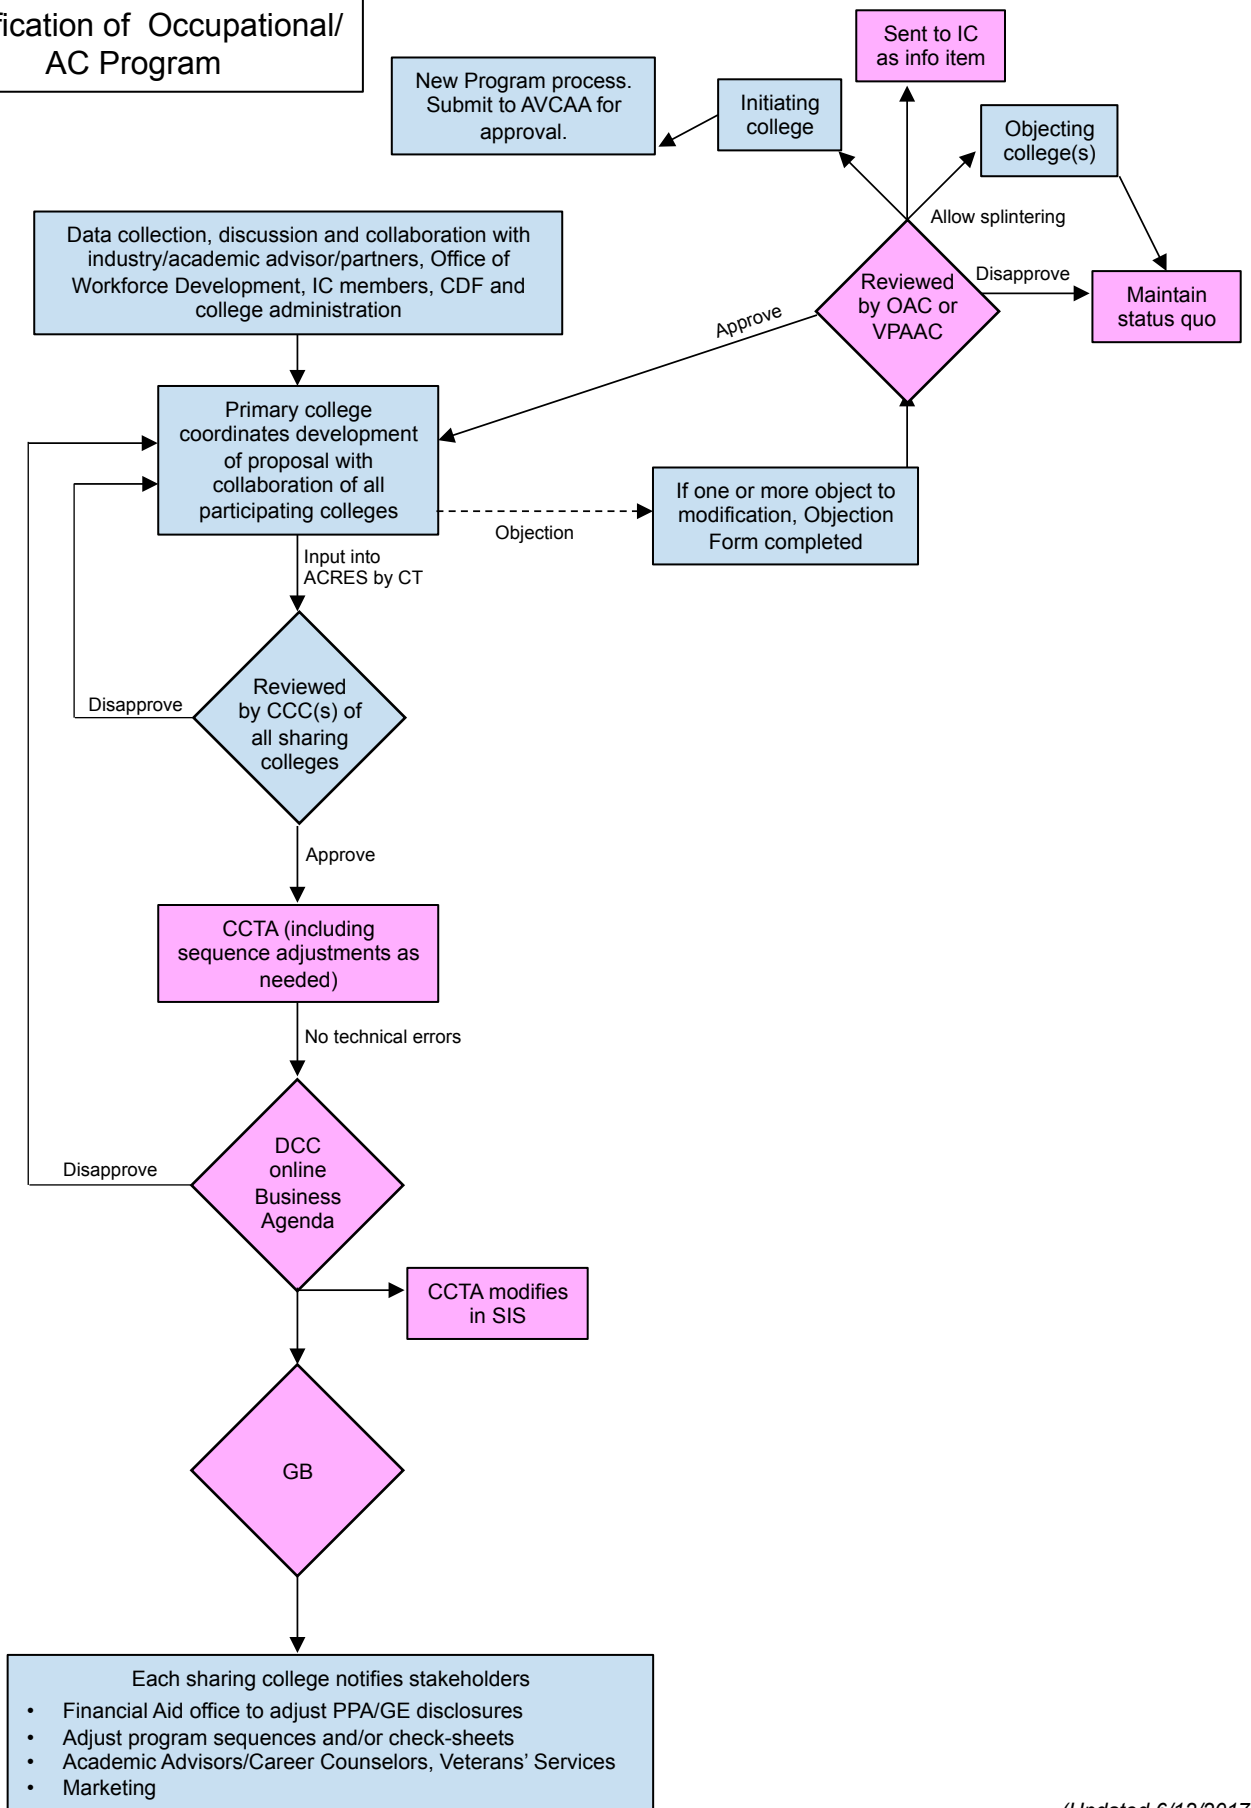 fication of Occupational/
AC Program
Sent to IC
as info item
New Program process.
Submit to AVCAA for
approval.
Initiating
college
Objecting
college(s)
Allow splintering
Data collection, discussion and collaboration with
industry/academic advisor/partners, Office of
Workforce Development, IC members, CDF and
college administration
Reviewed
by OAC or
VPAAC
Disapprove
Maintain
status quo
Approve
Primary college
coordinates development
of proposal with
collaboration of all
participating colleges
Objection
If one or more object to
modification, Objection
Form completed
Input into
ACRES by CT
Reviewed
by CCC(s) of
all sharing
colleges
Disapprove
Approve
CCTA (including
sequence adjustments as
needed)
No technical errors
DCC
online
Business
Agenda
Disapprove
CCTA modifies
in SIS
GB
Each sharing college notifies stakeholders
• Financial Aid office to adjust PPA/GE disclosures
• Adjust program sequences and/or check-sheets
• Academic Advisors/Career Counselors, Veterans’ Services
• Marketing
(Updated 6/12/2017